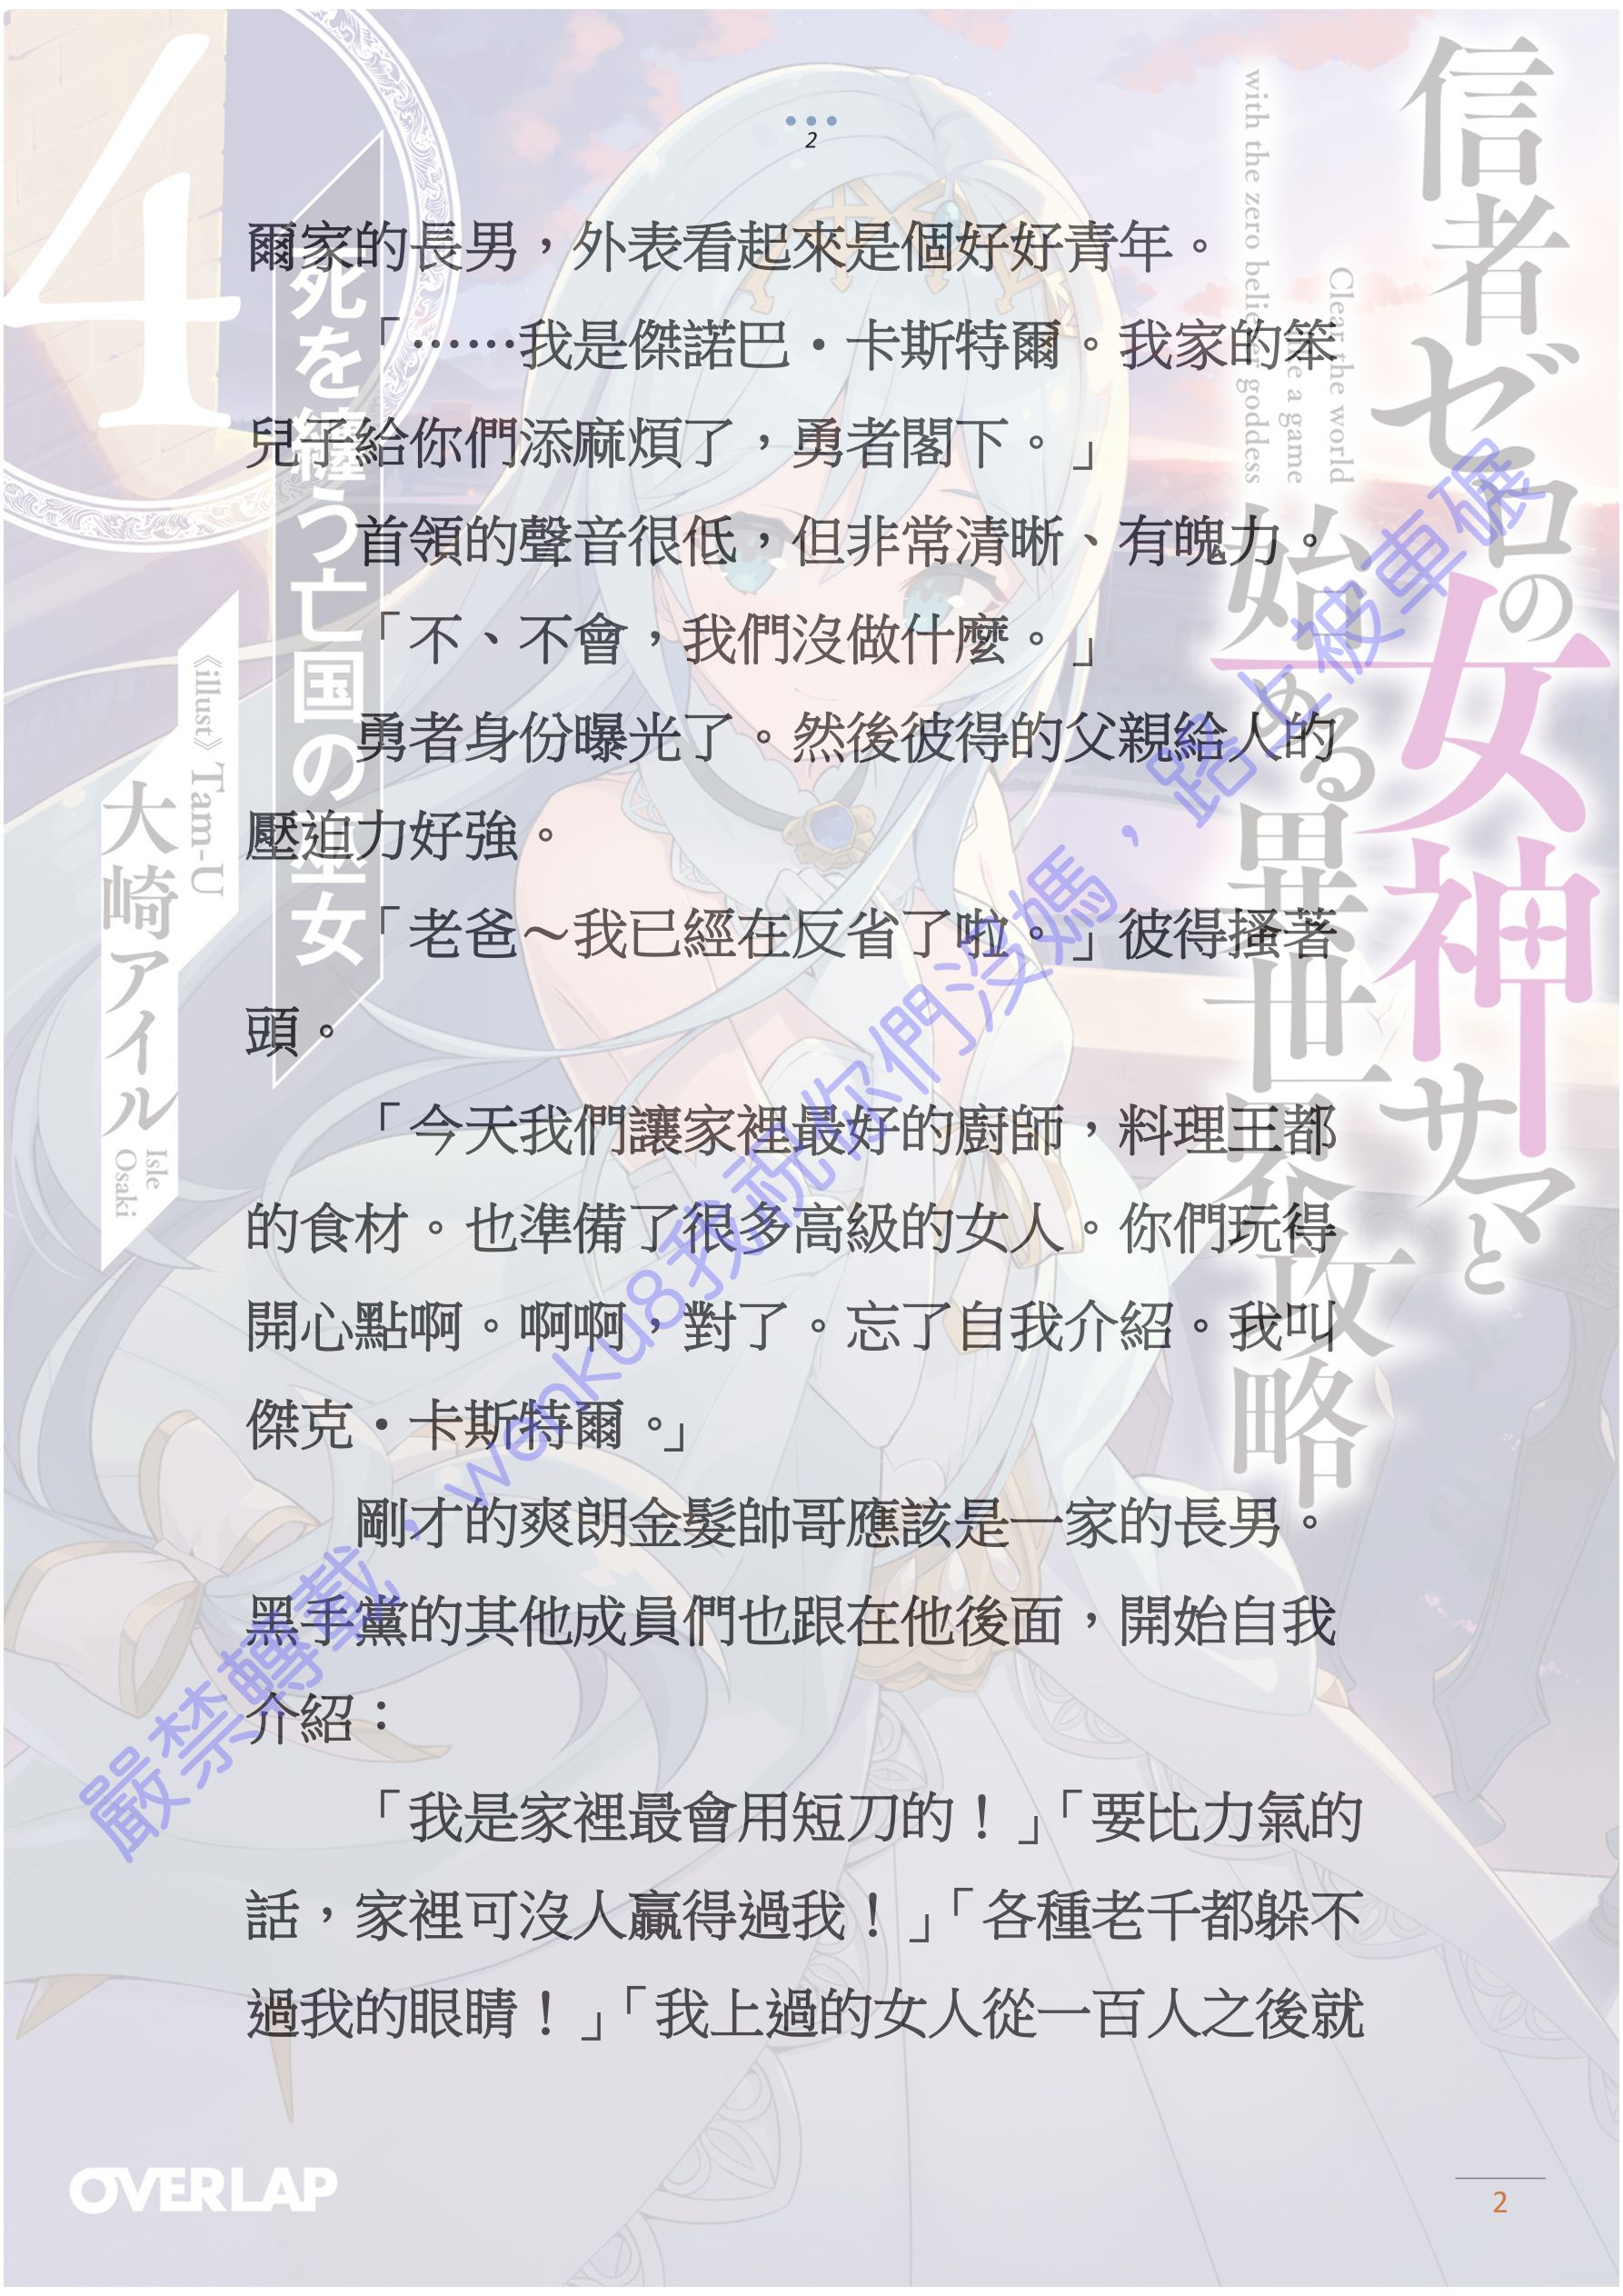 2
爾家的長男，外表看起來是個好好青年。
「……我是傑諾巴・卡斯特爾。我家的笨
兒子給你們添麻煩了，勇者閣下。」
首領的聲音很低，但非常清晰、有魄力。
「不、不會，我們沒做什麼。」
勇者身份曝光了。然後彼得的父親給人的
壓迫力好強。
「老爸～我已經在反省了啦。」彼得搔著
頭。
「今天我們讓家裡最好的廚師，料理王都
的食材。也準備了很多高級的女人。你們玩得
開心點啊。啊啊，對了。忘了自我介紹。我叫
傑克・卡斯特爾。」
剛才的爽朗金髮帥哥應該是一家的長男。
黑手黨的其他成員們也跟在他後面，開始自我
介紹：
「我是家裡最會用短刀的！」「要比力氣的
話，家裡可沒人贏得過我！」「各種老千都躲不
過我的眼睛！」「我上過的女人從一百人之後就
嚴禁轉載，wenku8我祝你們沒媽，路上被車碾
信者ゼロの女神サマと
始める異世界攻略
Clear the world
like a game
with the zero believer goddess
4
死を纏う亡国の巫女
《illust》Tam-U
大崎アイル
Isle
Osaki
OVERLAP
2